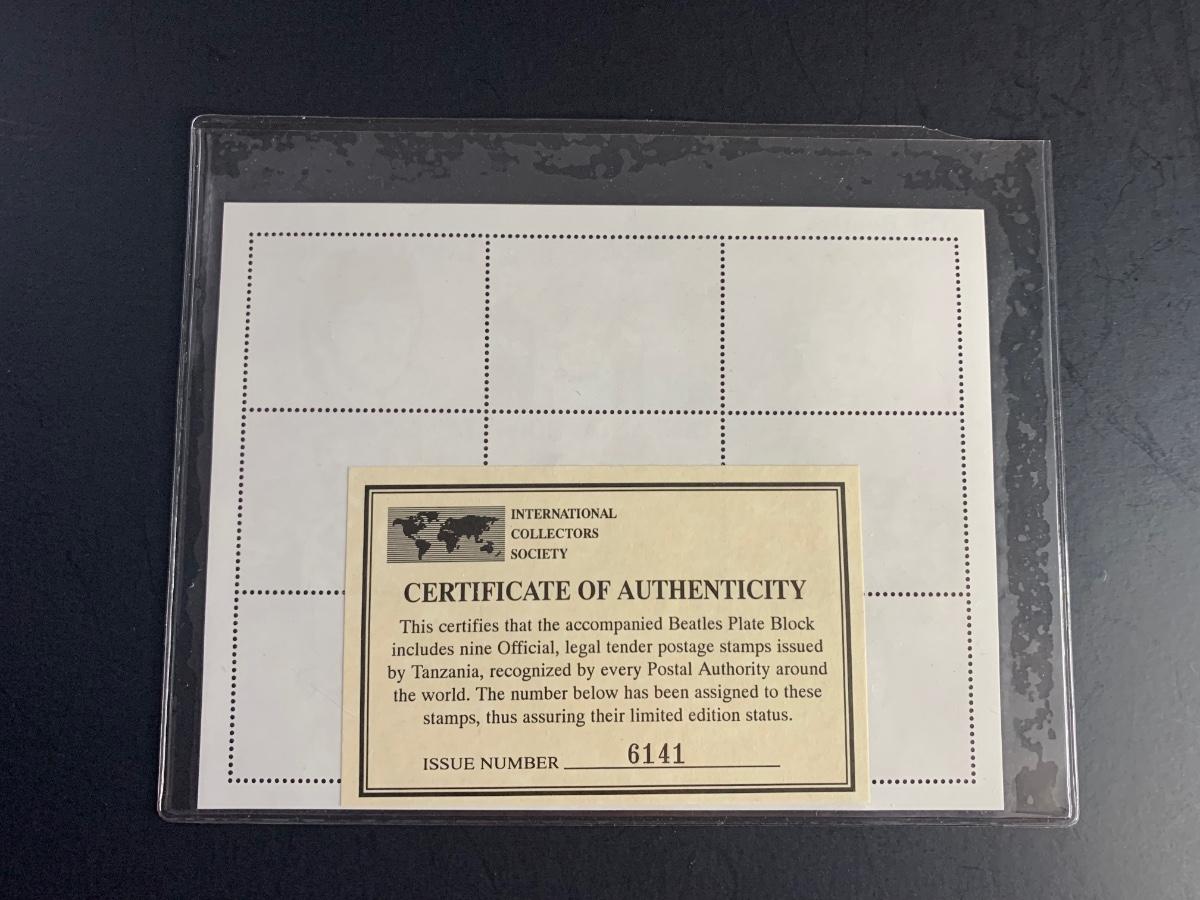 INTERNATIONAL
COLLECTORS
SOCIETY
CERTIFICATE OF AUTHENTICITY
This certifies that the accompanied Beatles Plate Block
includes nine Official, legal tender postage stamps issued
by Tanzania, recognized by every Postal Authority around
the world. The number below has been assigned to these
stamps, thus assuring their limited edition status.
ISSUE NUMBER 6141